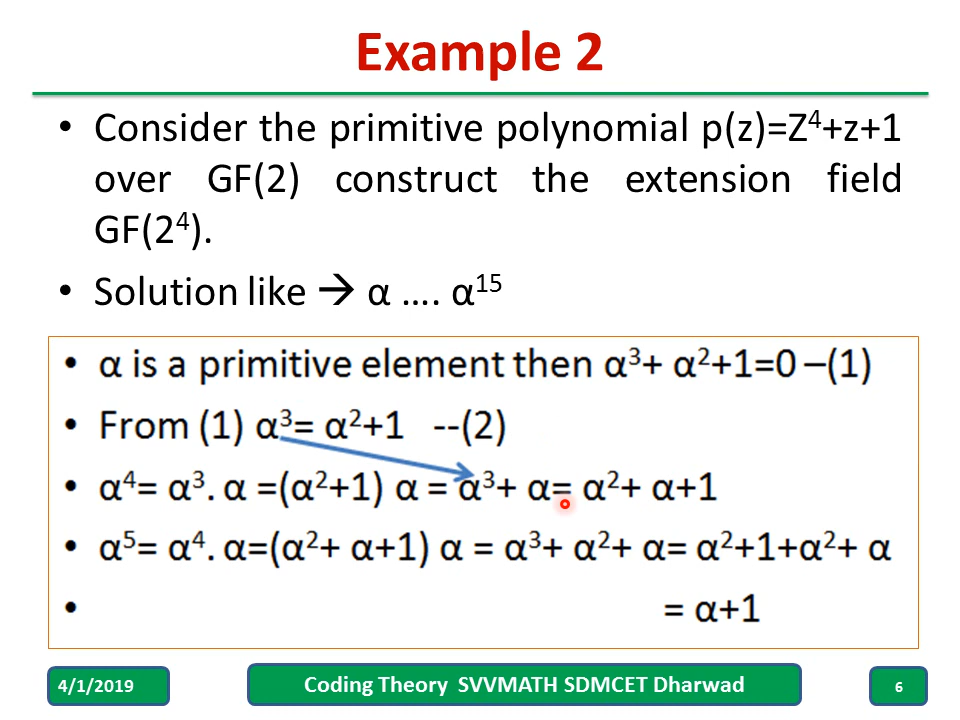 Example 2
• Consider the primitive polynomial p(z)=Z⁴+z+1
over GF(2) construct the extension field
GF(2⁴).
• Solution like → α …. α¹⁵
• α is a primitive element then α³+ α²+1=0 –(1)
• From (1) α³= α²+1 --(2)
• α⁴= α³. α =(α²+1) α = α³+ α= α²+ α+1
• α⁵= α⁴. α=(α²+ α+1) α = α³+ α²+ α= α²+1+α²+ α
• = α+1
4/1/2019
Coding Theory SVVMATH SDMCET Dharwad
6